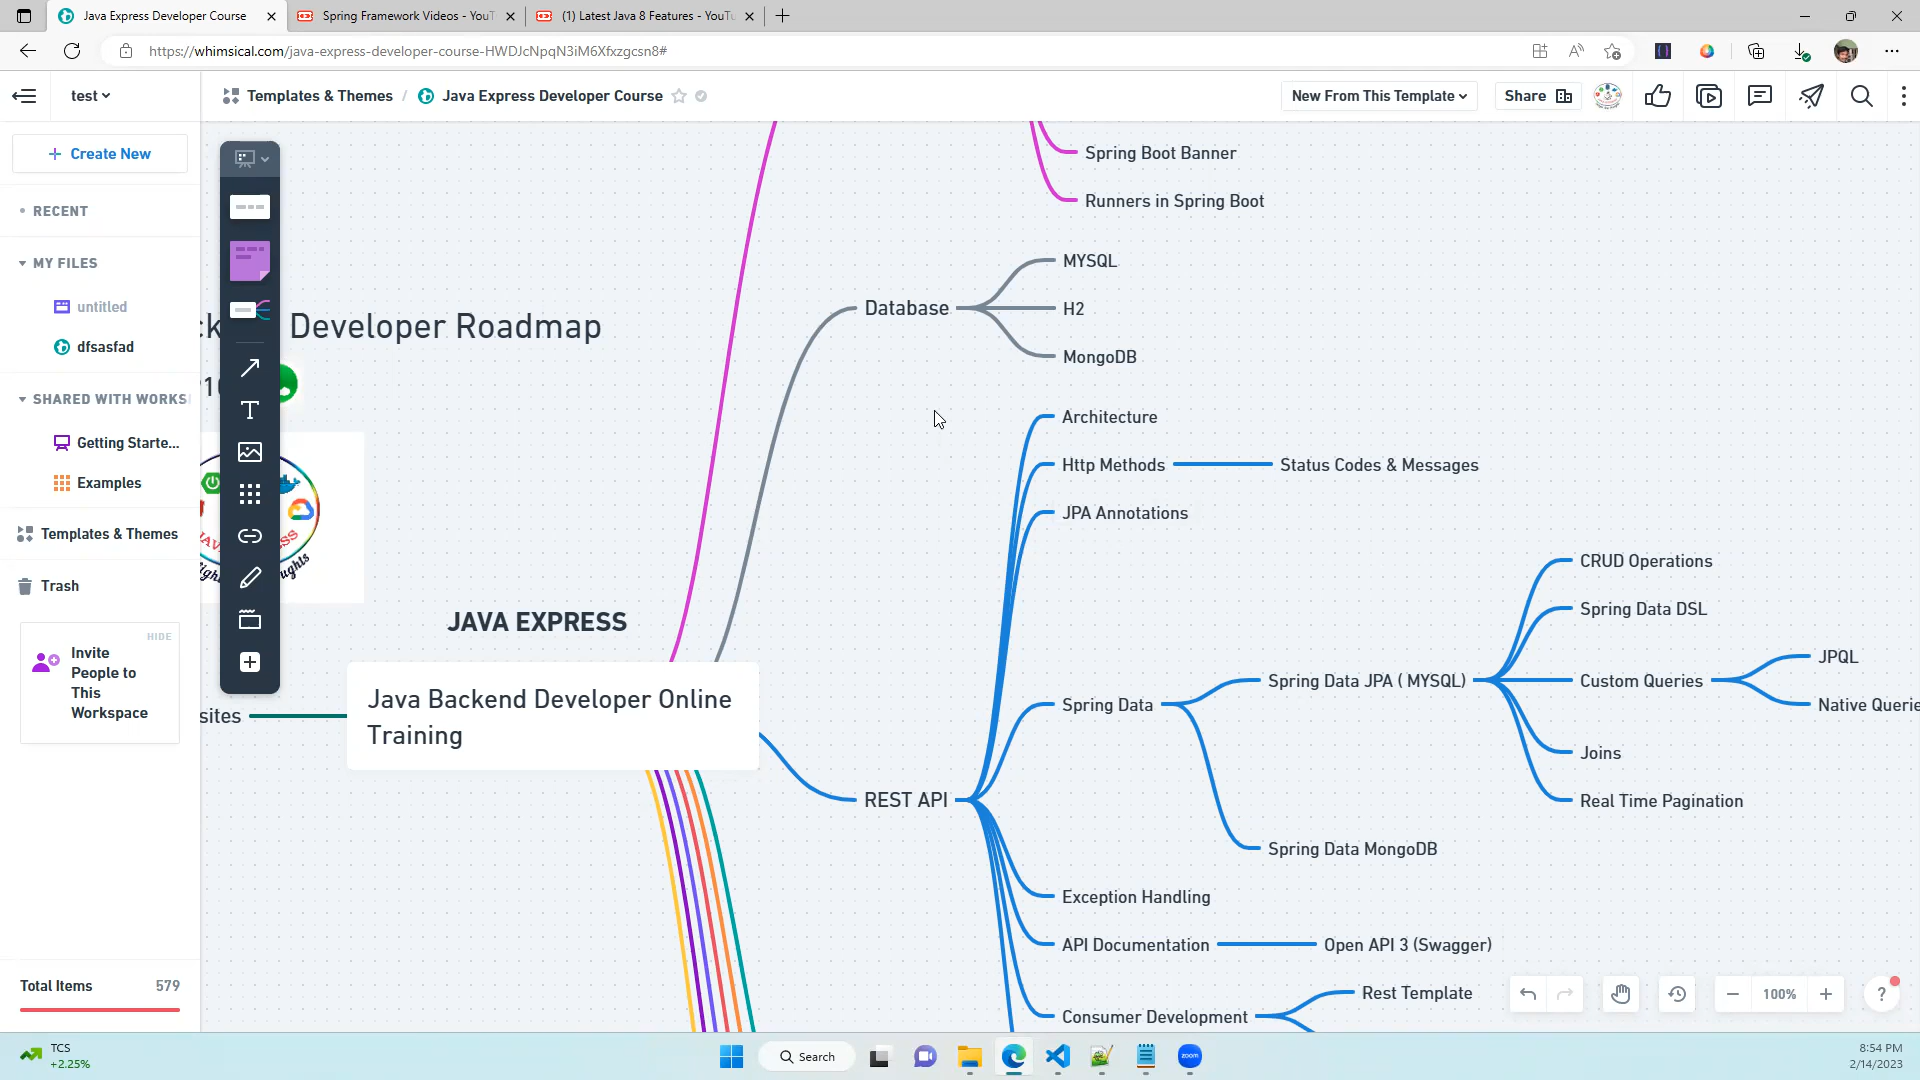 Java Express Developer Course
Spring Framework Videos - YouT
(1) Latest Java 8 Features - YouTu
https://whimsical.com/java-express-developer-course-HWDJcNpqN3iM6Xfxzgcsn8#
test
Templates & Themes / Java Express Developer Course
New From This Template
Share
Create New
RECENT
MY FILES
untitled
dfsasfad
SHARED WITH WORKS
Getting Starte...
Examples
Templates & Themes
Trash
HIDE
Invite
People to
This
Workspace
Total Items 579
Developer Roadmap
JAVA EXPRESS
Java Backend Developer Online
Training
sites
Spring Boot Banner
Runners in Spring Boot
Database
MYSQL
H2
MongoDB
REST API
Architecture
Http Methods
Status Codes & Messages
JPA Annotations
Spring Data
Spring Data JPA ( MYSQL)
CRUD Operations
Spring Data DSL
Custom Queries
JPQL
Native Querie
Joins
Real Time Pagination
Spring Data MongoDB
Exception Handling
API Documentation
Open API 3 (Swagger)
Consumer Development
Rest Template
100%
?
TCS
+2.25%
Search
zoom
8:54 PM
2/14/2023